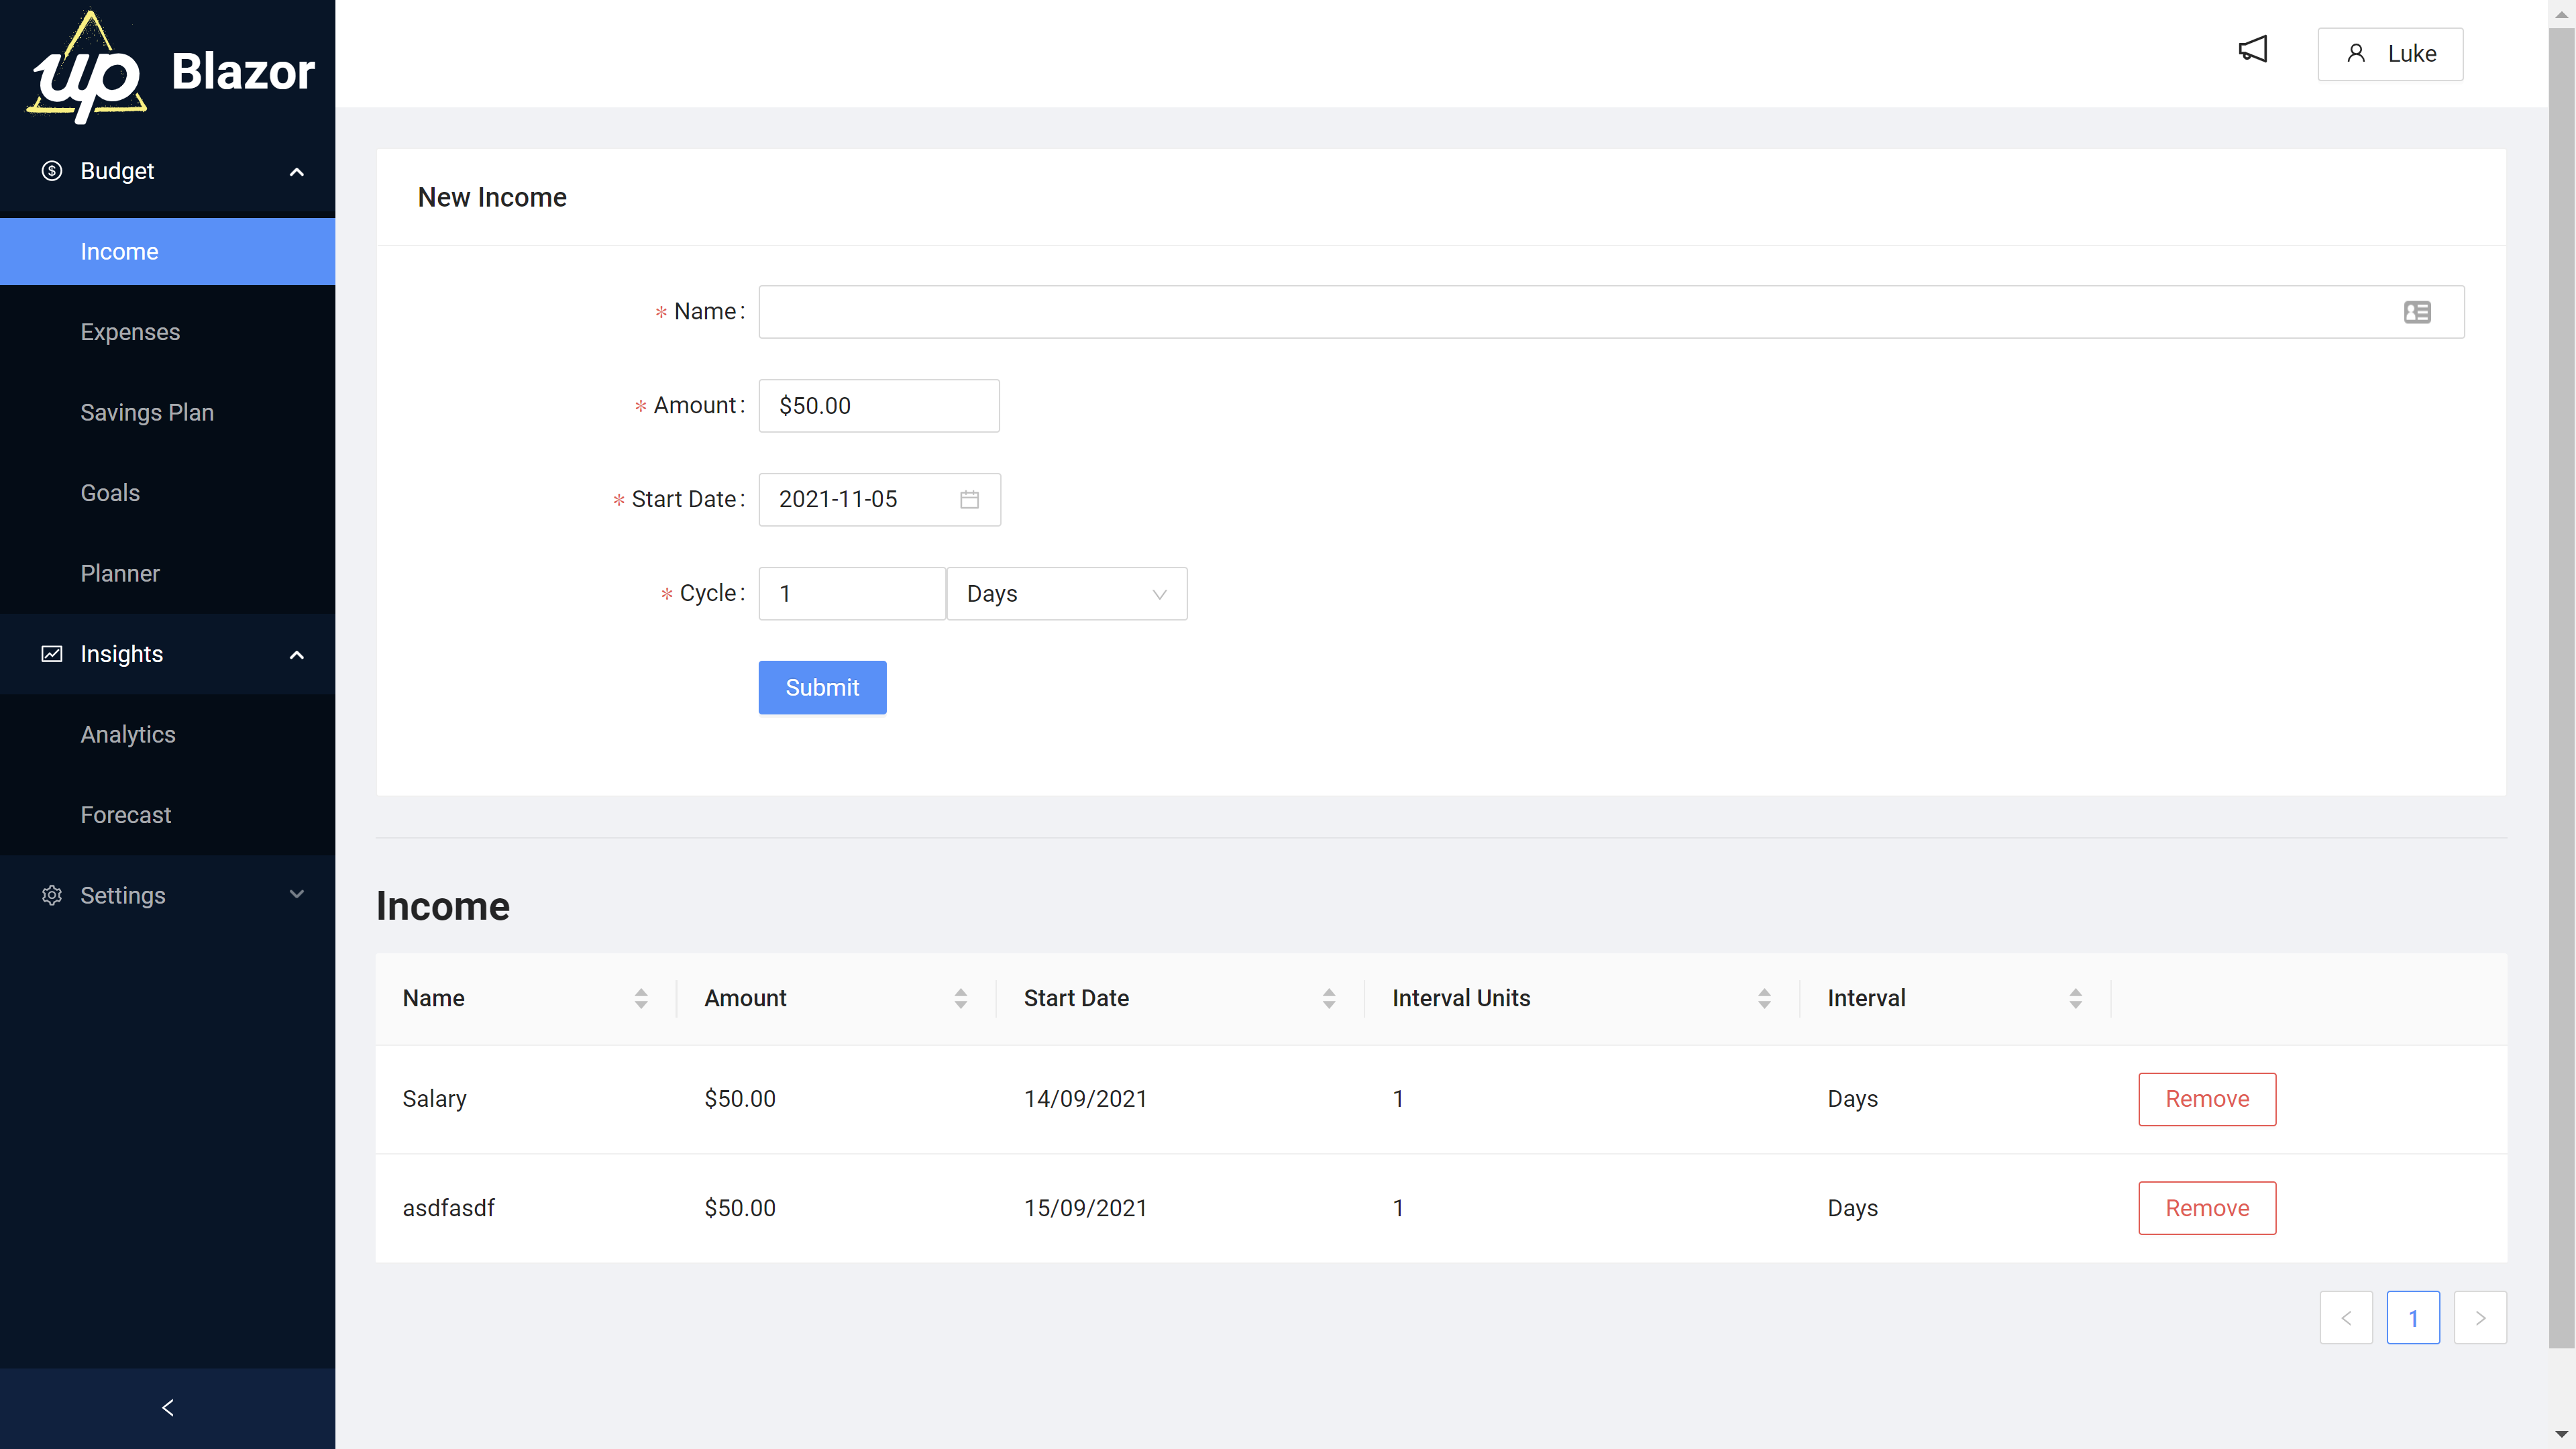 up Blazor
Luke
Budget
Income
Expenses
Savings Plan
Goals
Planner
Insights
Analytics
Forecast
Settings
New Income
* Name:
* Amount: $50.00
* Start Date: 2021-11-05
* Cycle: 1 Days
Submit
Income
Name Amount Start Date Interval Units Interval
Salary $50.00 14/09/2021 1 Days Remove
asdfasdf $50.00 15/09/2021 1 Days Remove
< 1 >